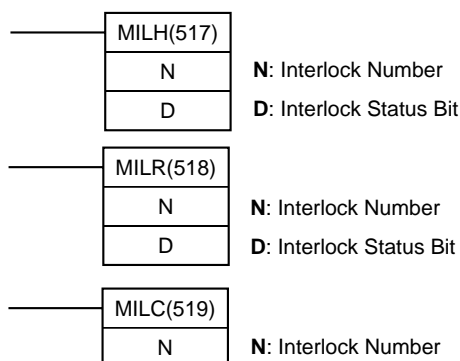 MILH(517)
N N: Interlock Number
D D: Interlock Status Bit
MILR(518)
N N: Interlock Number
D D: Interlock Status Bit
MILC(519)
N N: Interlock Number